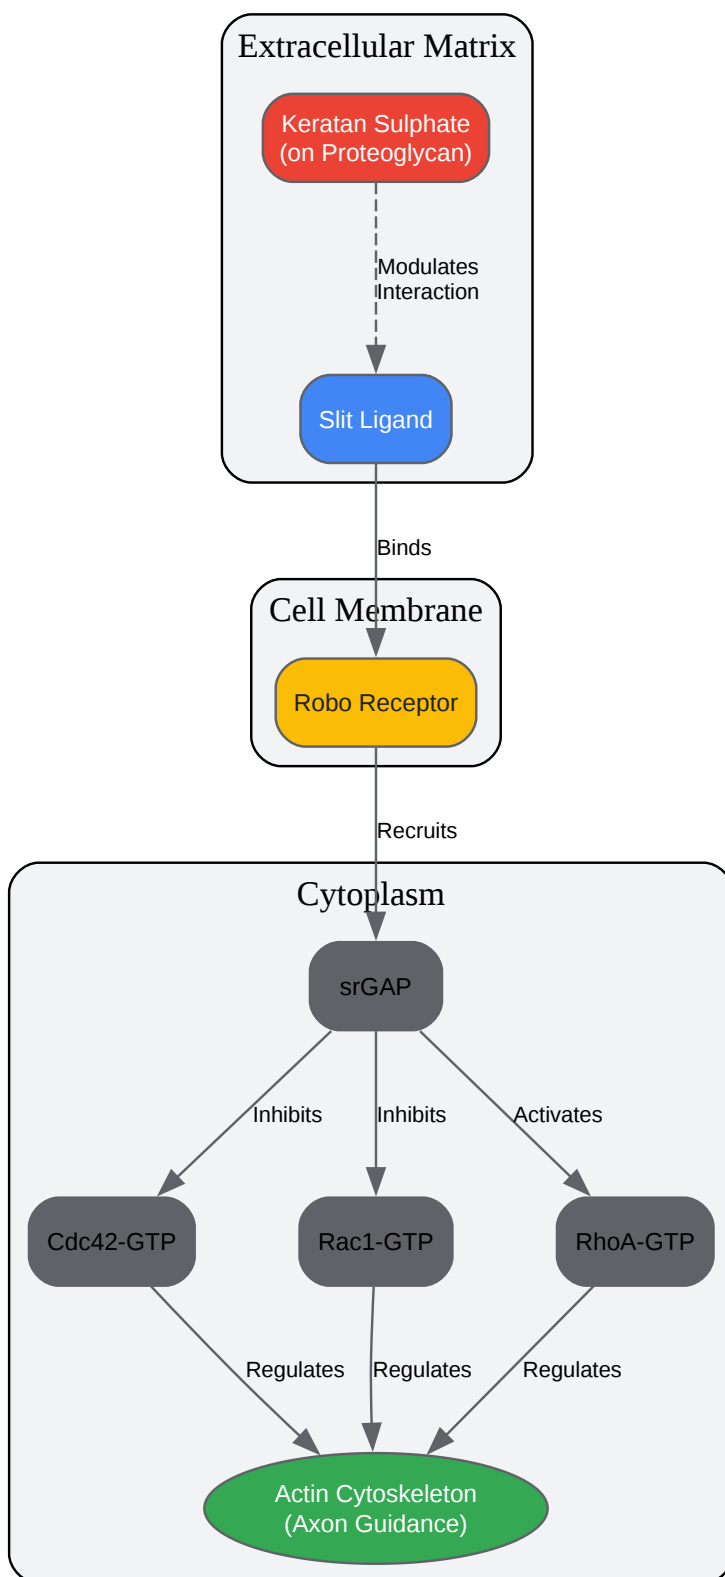 Extracellular Matrix
Keratan Sulphate
(on Proteoglycan)
Modulates
Interaction
Slit Ligand
Binds
Cell Membrane
Robo Receptor
Recruits
Cytoplasm
srGAP
Inhibits
Inhibits
Activates
Cdc42-GTP
Rac1-GTP
RhoA-GTP
Regulates
Regulates
Regulates
Actin Cytoskeleton
(Axon Guidance)